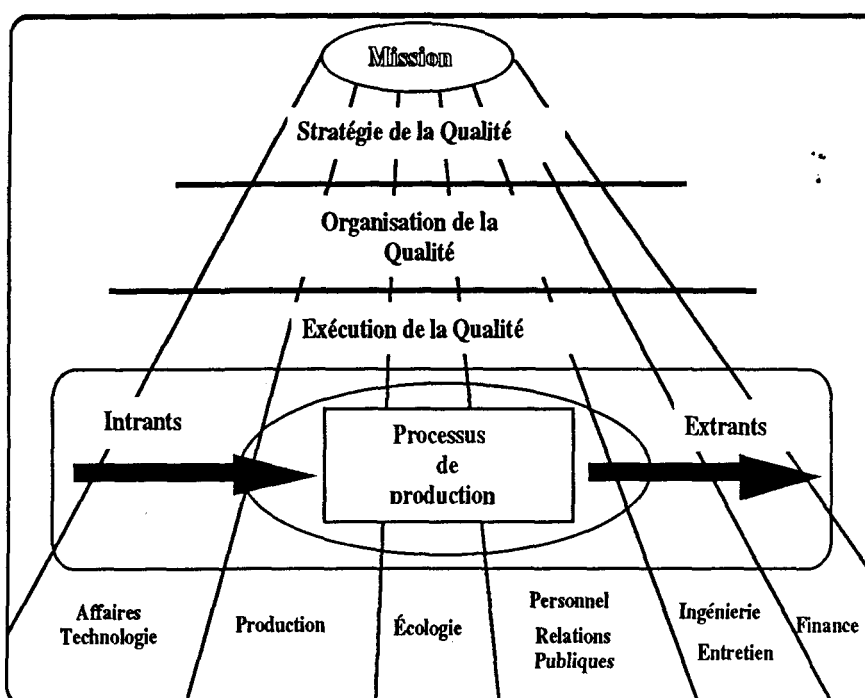 Mission
Stratégie de la Qualité
Organisation de la
Qualité
Exécution de la Qualité
Intrants
Processus
de
production
Extrants
Affaires
Technologie
Production
Écologie
Personnel
Relations
Publiques
Ingénierie
Entretien
Finance